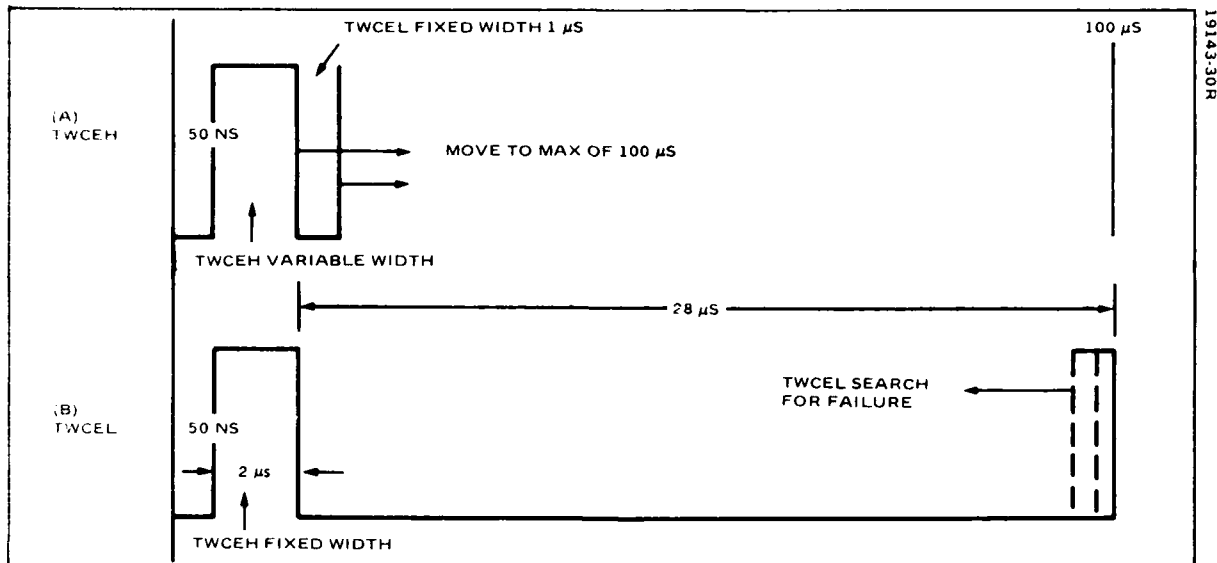 TWCEL FIXED WIDTH 1 µS
100 µS
19143-30R
(A)
TWCEH
50 NS
MOVE TO MAX OF 100 µS
TWCEH VARIABLE WIDTH
28 µS
TWCEL SEARCH
FOR FAILURE
(B)
TWCEL
50 NS
2 µs
TWCEH FIXED WIDTH